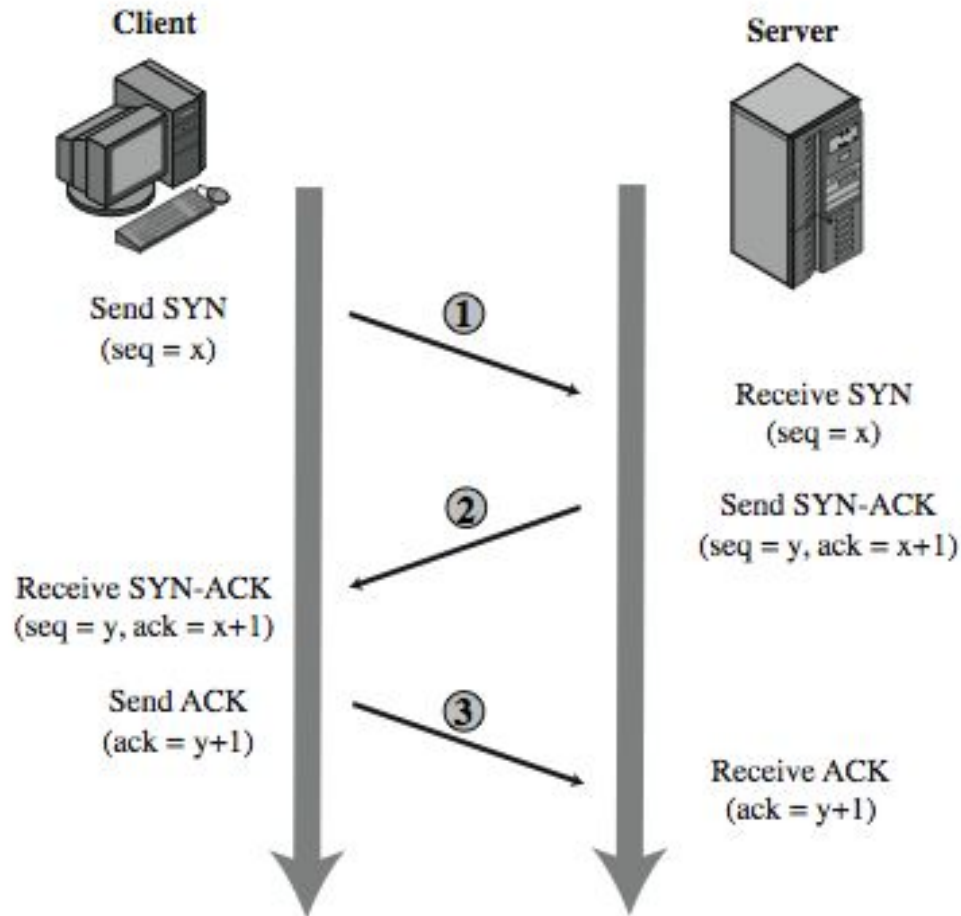 Client
Server
Send SYN
(seq = x)
1
Receive SYN
(seq = x)
2
Send SYN-ACK
(seq = y, ack = x+1)
Receive SYN-ACK
(seq = y, ack = x+1)
Send ACK
(ack = y+1)
3
Receive ACK
(ack = y+1)